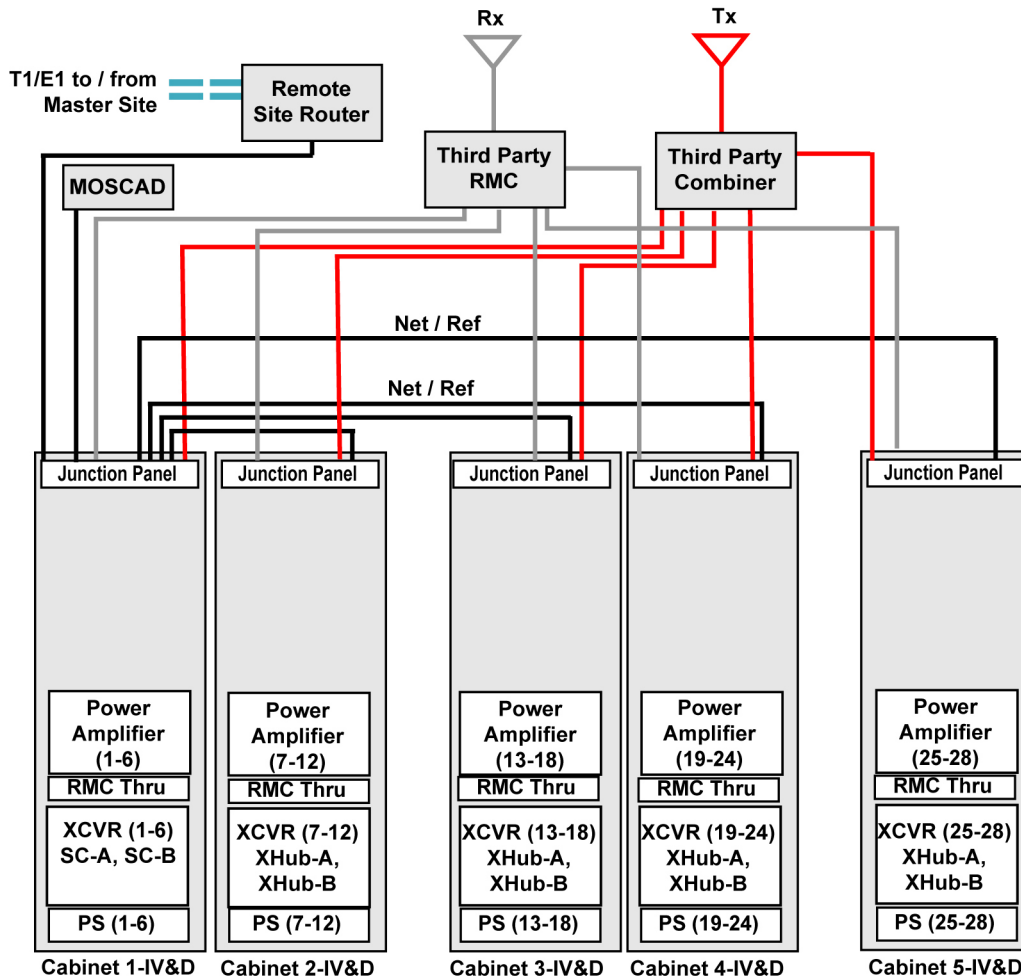 Rx
Tx
T1/E1 to / from
Master Site
Remote
Site Router
Third Party
RMC
Third Party
Combiner
MOSCAD
Net / Ref
Net / Ref
Junction Panel
Junction Panel
Junction Panel
Junction Panel
Junction Panel
Power
Amplifier
(1-6)
RMC Thru
XCVR (1-6)
SC-A, SC-B
PS (1-6)
Cabinet 1-IV&D
Power
Amplifier
(7-12)
RMC Thru
XCVR (7-12)
XHub-A,
XHub-B
PS (7-12)
Cabinet 2-IV&D
Power
Amplifier
(13-18)
RMC Thru
XCVR (13-18)
XHub-A,
XHub-B
PS (13-18)
Cabinet 3-IV&D
Power
Amplifier
(19-24)
RMC Thru
XCVR (19-24)
XHub-A,
XHub-B
PS (19-24)
Cabinet 4-IV&D
Power
Amplifier
(25-28)
RMC Thru
XCVR (25-28)
XHub-A,
XHub-B
PS (25-28)
Cabinet 5-IV&D